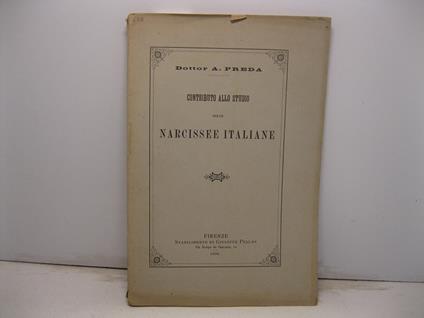 Dottor A. PREDA
CONTRIBUTO ALLO STUDIO
DELLE
NARCISSEE ITALIANE
FIRENZE
STABILIMENTO DI GIUSEPPE PELLAS